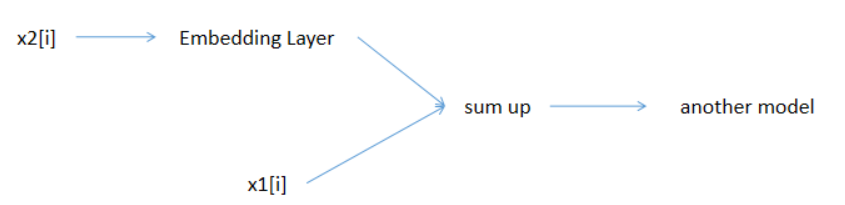 x2[i]
Embedding Layer
sum up
another model
x1[i]